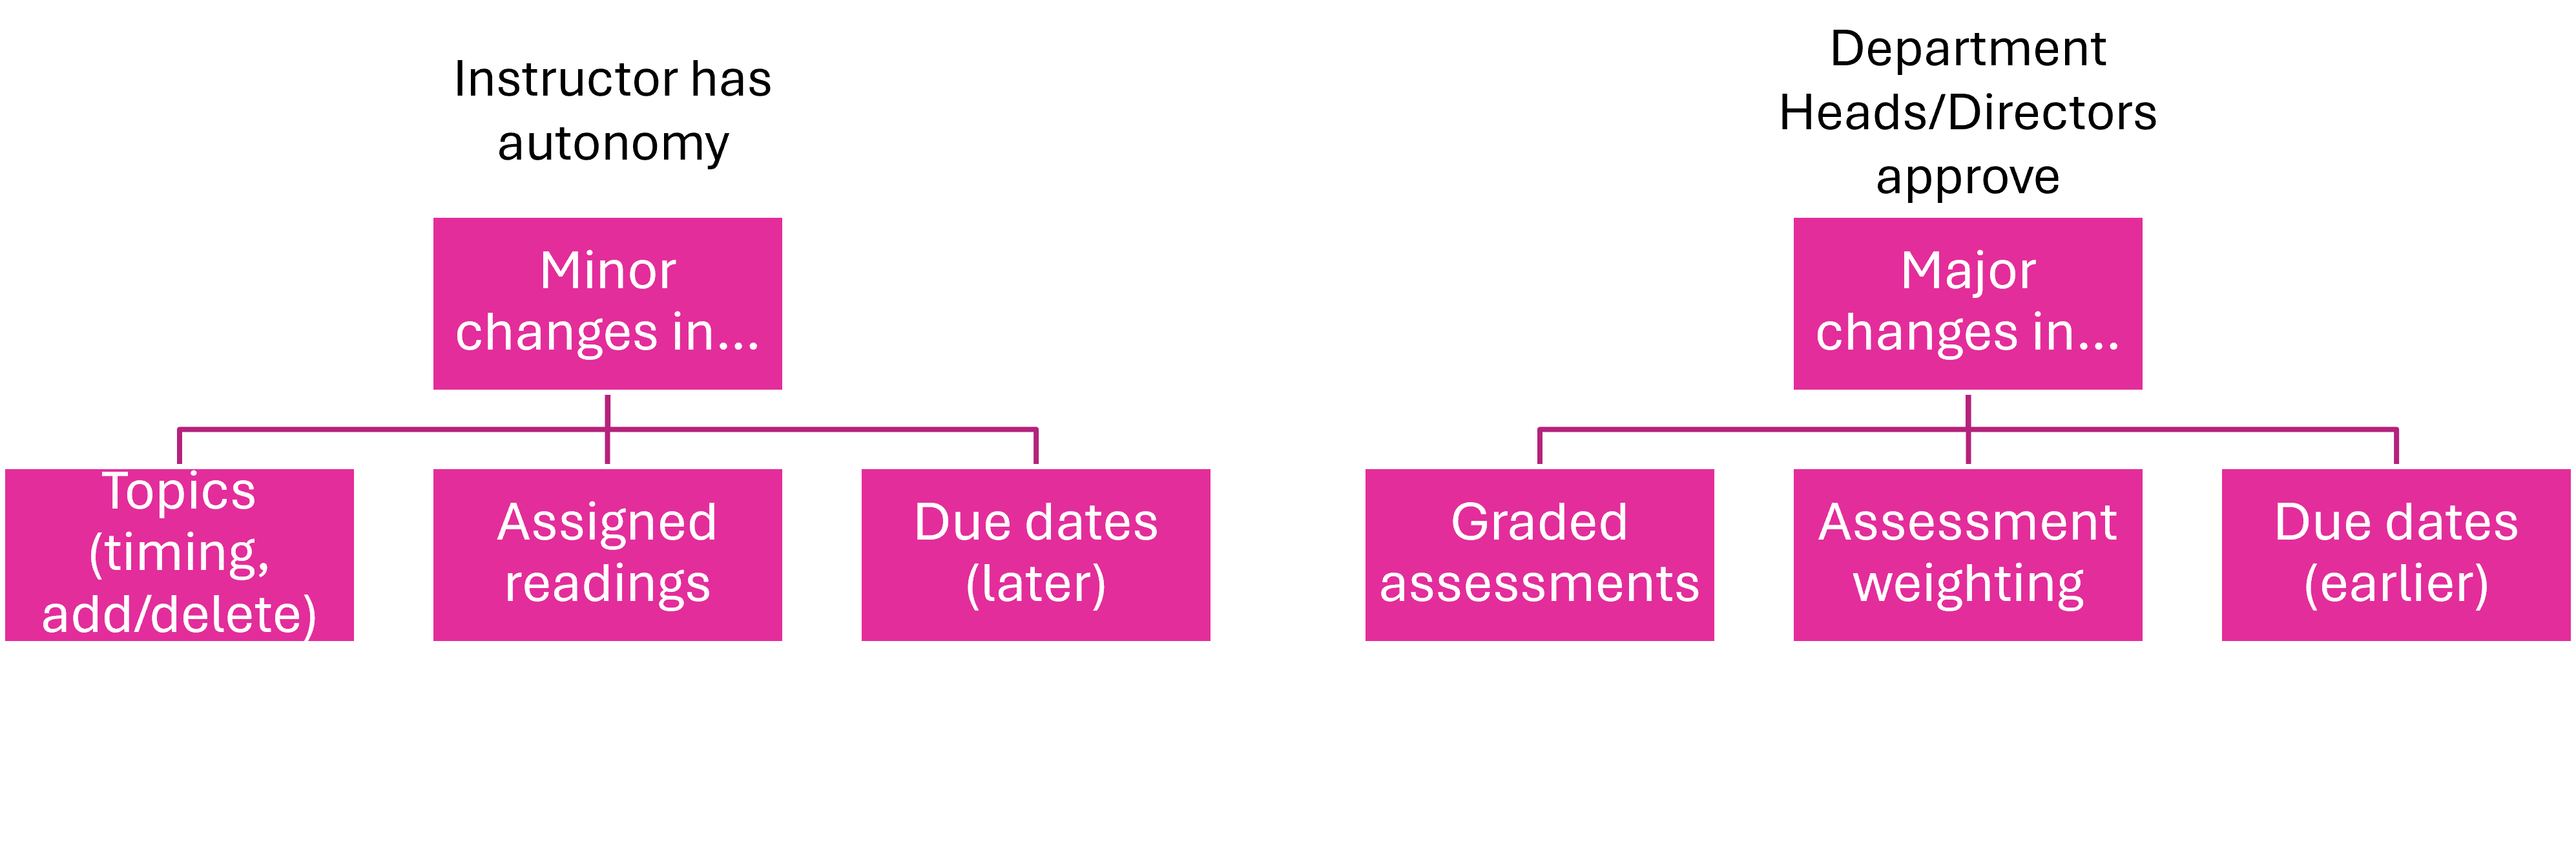 Instructor has
autonomy
Minor
changes in...
Topics
(timing,
add/delete)
Assigned
readings
Due dates
(later)
Department
Heads/Directors
approve
Major
changes in...
Graded
assessments
Assessment
weighting
Due dates
(earlier)